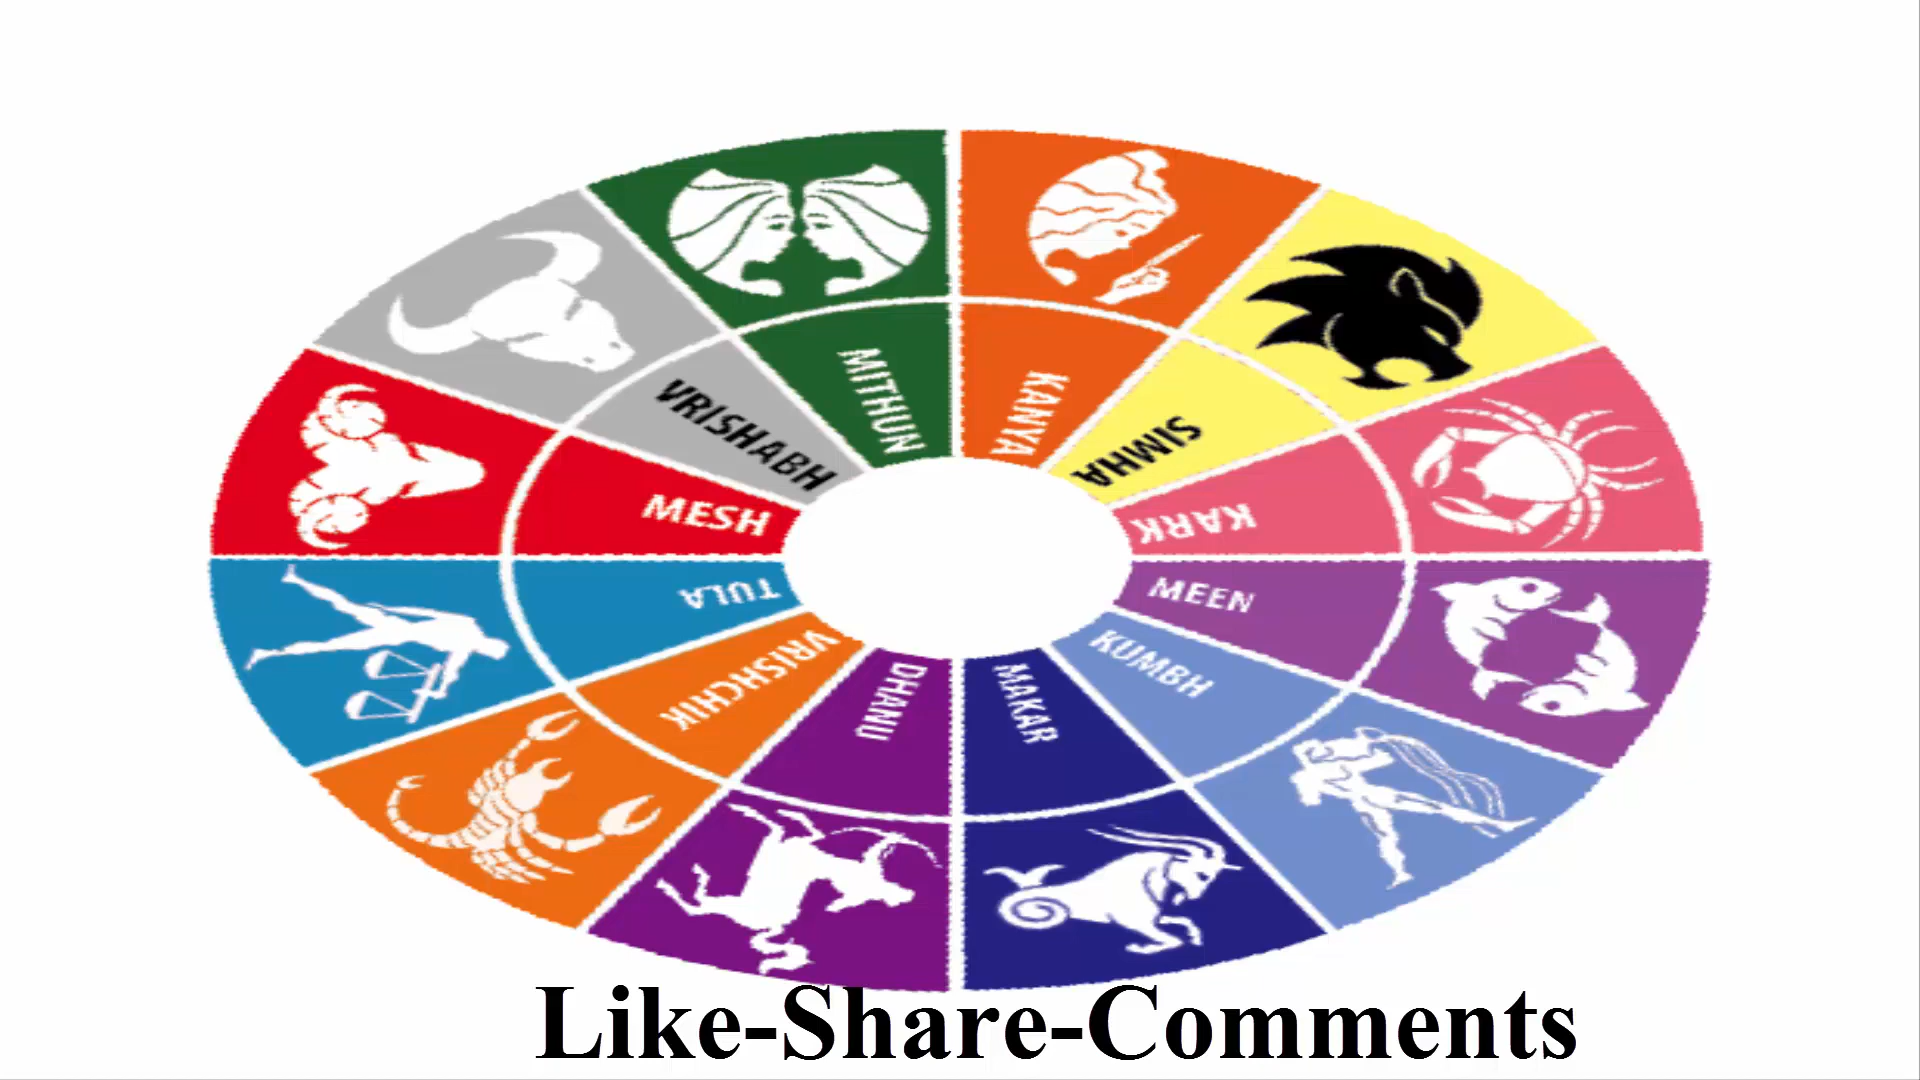 MITHUN
KANYA
SIMHA
KARK
MEEN
KUMBH
MAKAR
DHANU
VRISHCHIK
TULA
MESH
VRISHABH
Like-Share-Comments